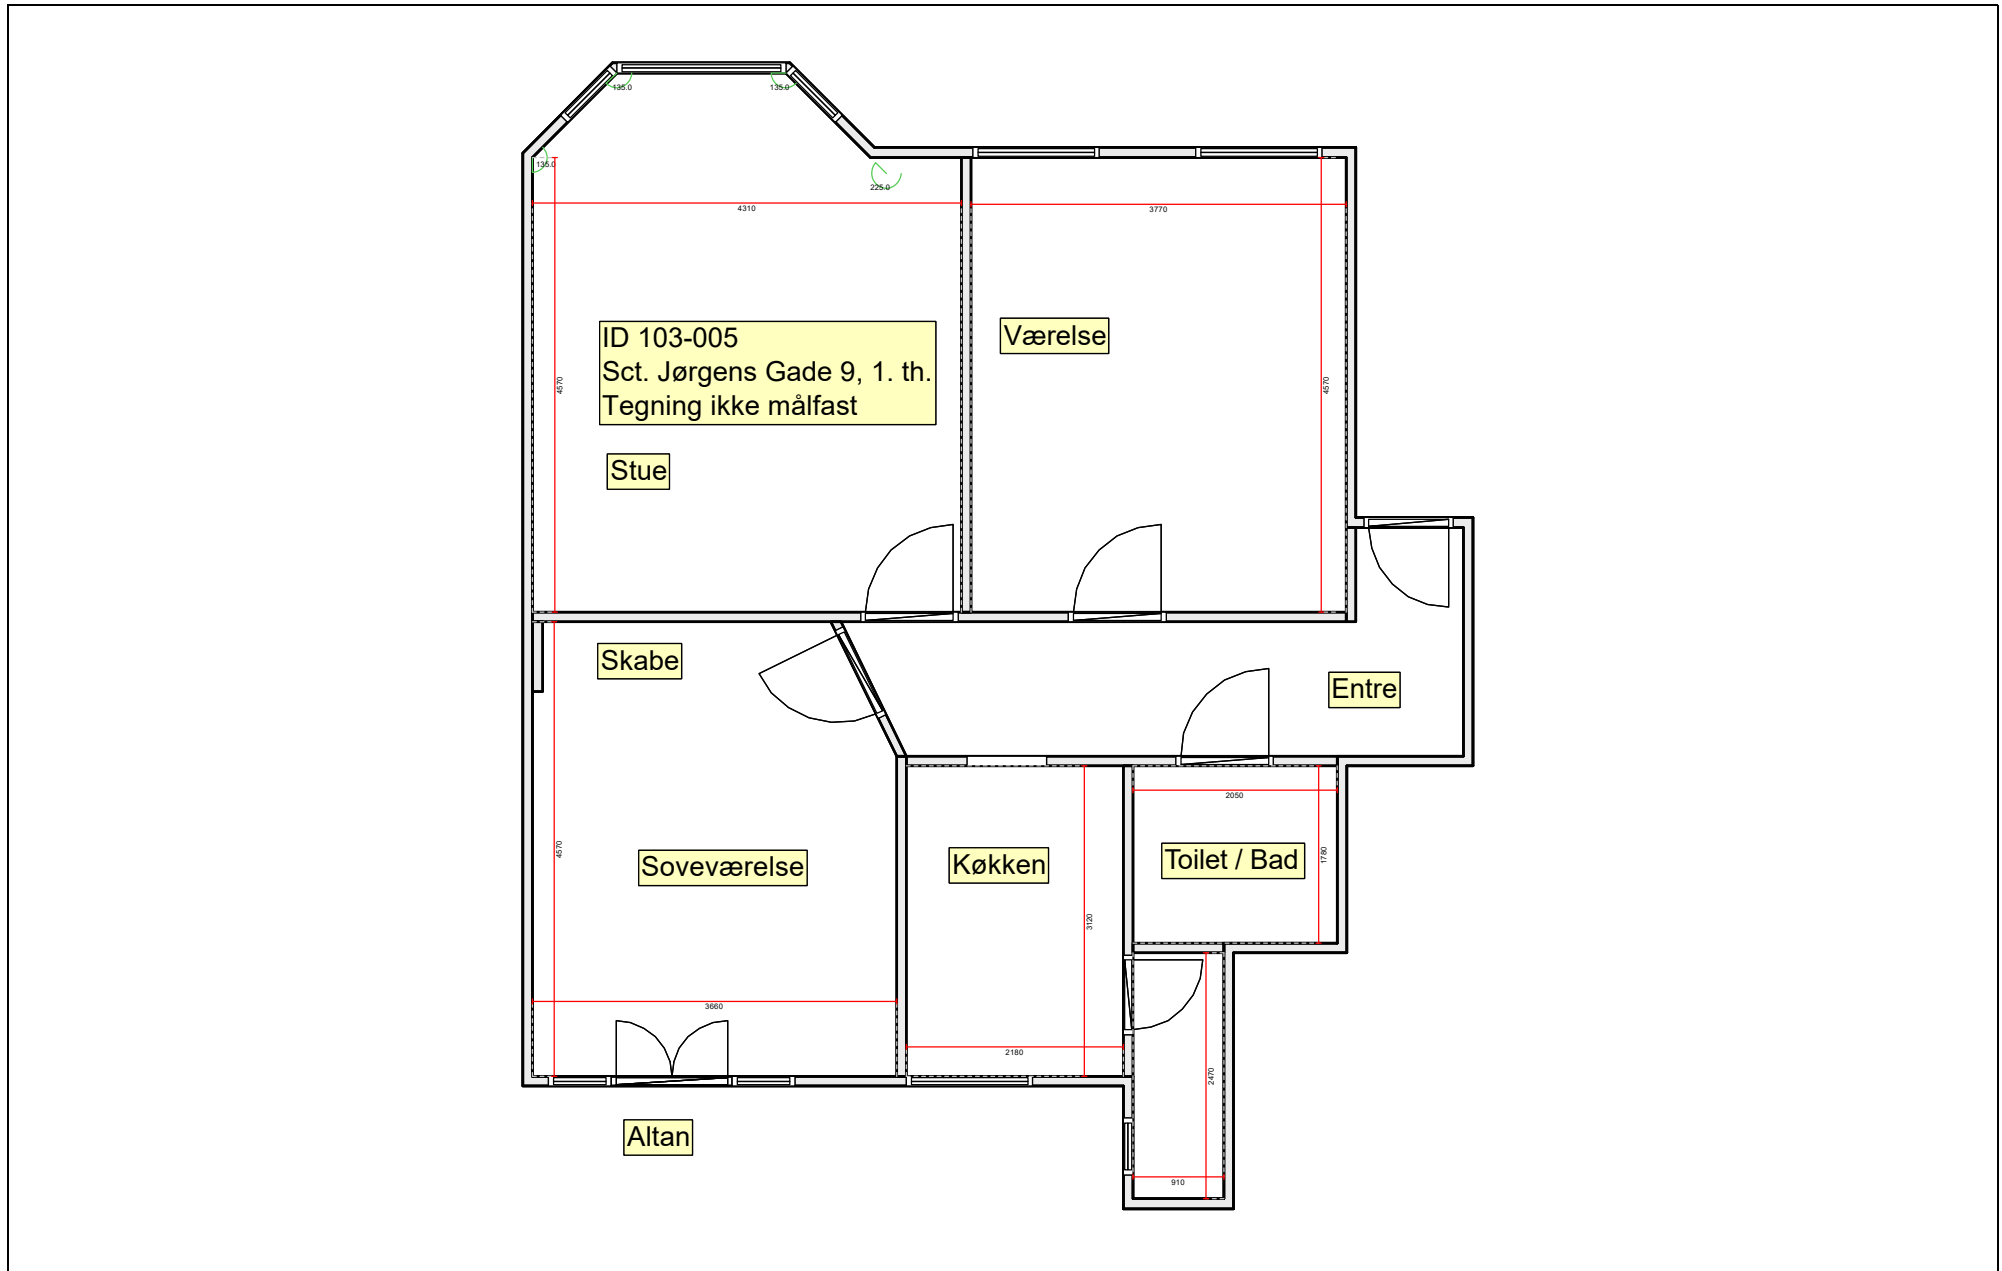 135.0
135.0
135.0
225.0
4310
3770
ID 103-005
Sct. Jørgens Gade 9, 1. th.
Tegning ikke målfast
Værelse
4570
4570
Stue
Skabe
Entre
2050
4570
Soveværelse
Køkken
Toilet / Bad
1780
3120
3660
2180
2470
Altan
910